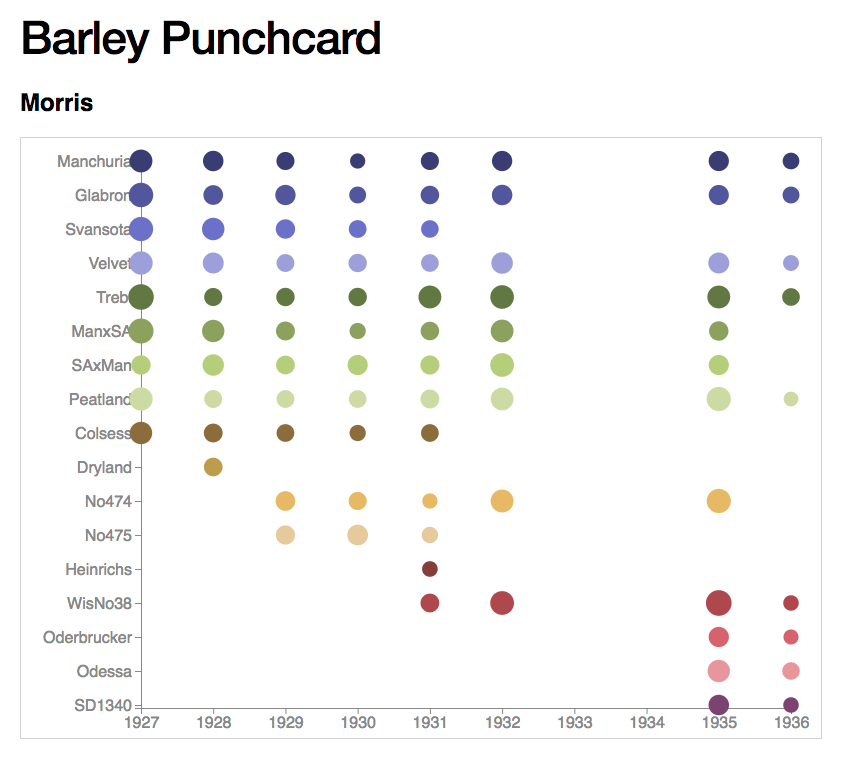 Barley Punchcard
Morris
Manchuria
Glabron
Svansota
Velvet
Trebi
ManxSA
SAxMan
Peatland
Colsess
Dryland
No474
No475
Heinrichs
WisNo38
Oderbrucker
Odessa
SD1340
1927 1928 1929 1930 1931 1932 1933 1934 1935 1936